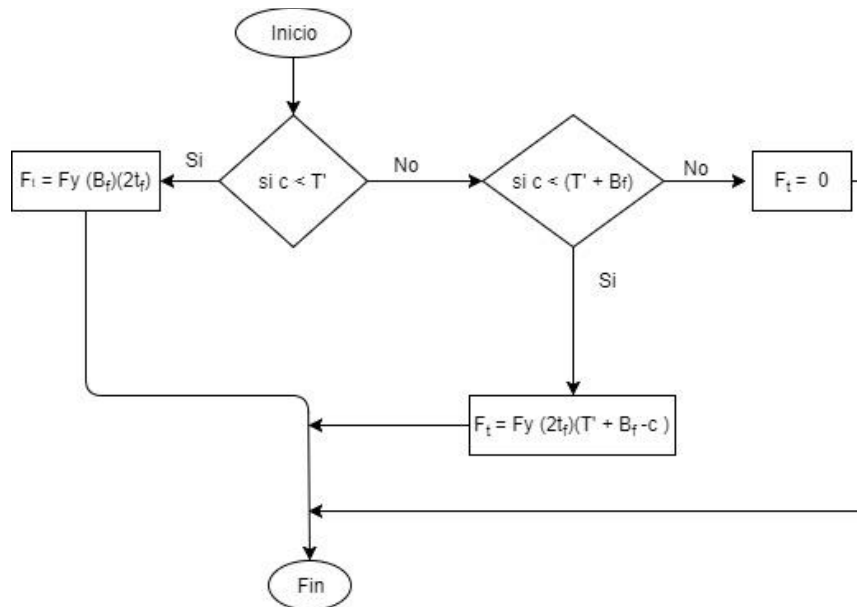 Inicio
Si
si c < T'
No
si c < (T' + Bf)
No
Ft = Fy (Bf)(2tf)
Ft = 0
Si
Ft = Fy (2tf)(T' + Bf -c )
Fin